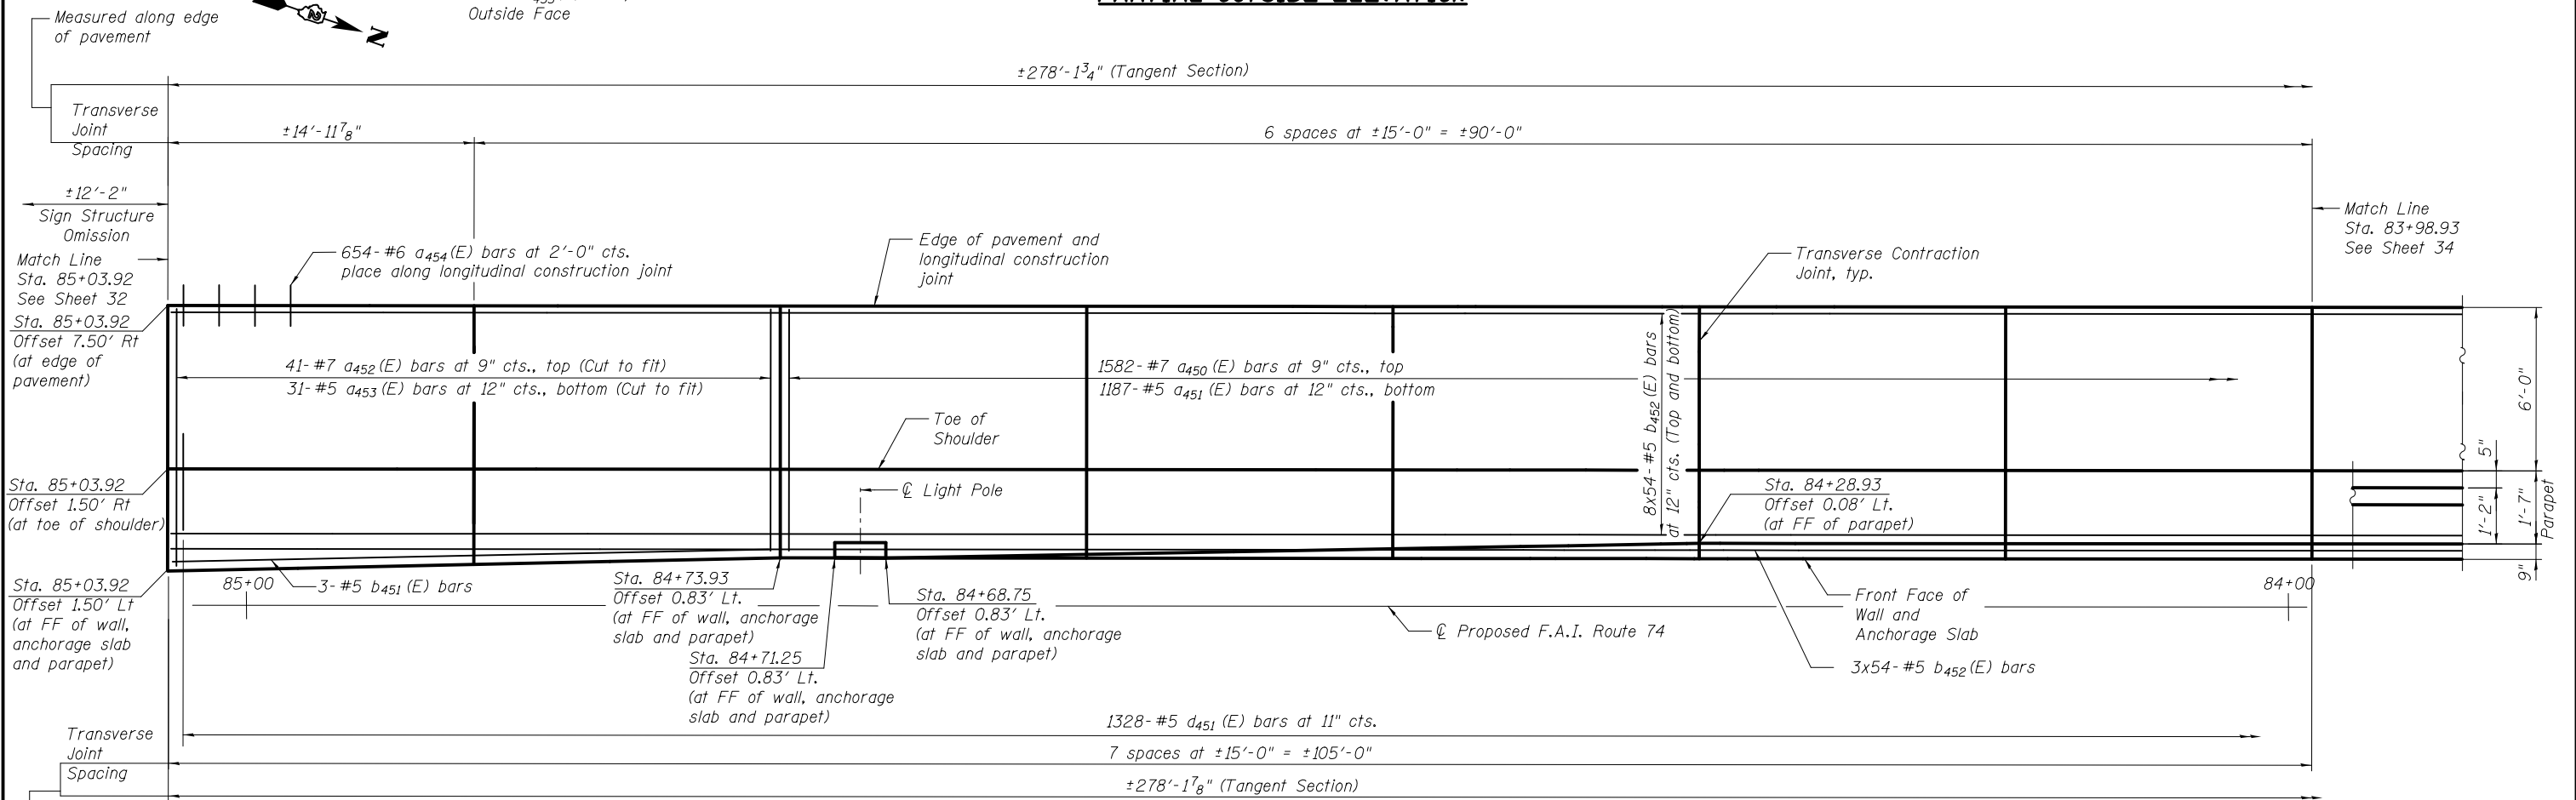 Measured along edge
of pavement
N
Outside Face
PARTIAL OUTSIDE ELEVATION
±278'-1 3/4" (Tangent Section)
Transverse
Joint
Spacing
±14'-11 7/8"
6 spaces at ±15'-0" = ±90'-0"
±12'-2"
Sign Structure
Omission
Match Line
Sta. 85+03.92
See Sheet 32
Match Line
Sta. 83+98.93
See Sheet 34
654-#6 a454(E) bars at 2'-0" cts.
place along longitudinal construction joint
Edge of pavement and
longitudinal construction
joint
Transverse Contraction
Joint, typ.
Sta. 85+03.92
Offset 7.50' Rt
(at edge of
pavement)
41-#7 a452(E) bars at 9" cts., top (Cut to fit)
31-#5 a453(E) bars at 12" cts., bottom (Cut to fit)
1582-#7 a450(E) bars at 9" cts., top
1187-#5 a451(E) bars at 12" cts., bottom
8x54-#5 b452(E) bars
at 12" cts. (Top and bottom)
6'-0"
Toe of
Shoulder
℄ Light Pole
Sta. 85+03.92
Offset 1.50' Rt
(at toe of shoulder)
Sta. 84+28.93
Offset 0.08' Lt.
(at FF of parapet)
5"
1'-2"
1'-7"
Parapet
9"
Sta. 85+03.92
Offset 1.50' Lt
(at FF of wall,
anchorage slab
and parapet)
85+00
3-#5 b451(E) bars
Sta. 84+73.93
Offset 0.83' Lt.
(at FF of wall, anchorage
slab and parapet)
Sta. 84+71.25
Offset 0.83' Lt.
(at FF of wall, anchorage
slab and parapet)
Sta. 84+68.75
Offset 0.83' Lt.
(at FF of wall, anchorage
slab and parapet)
℄ Proposed F.A.I. Route 74
Front Face of
Wall and
Anchorage Slab
84+00
3x54-#5 b452(E) bars
1328-#5 d451(E) bars at 11" cts.
Transverse
Joint
Spacing
7 spaces at ±15'-0" = ±105'-0"
±278'-1 7/8" (Tangent Section)